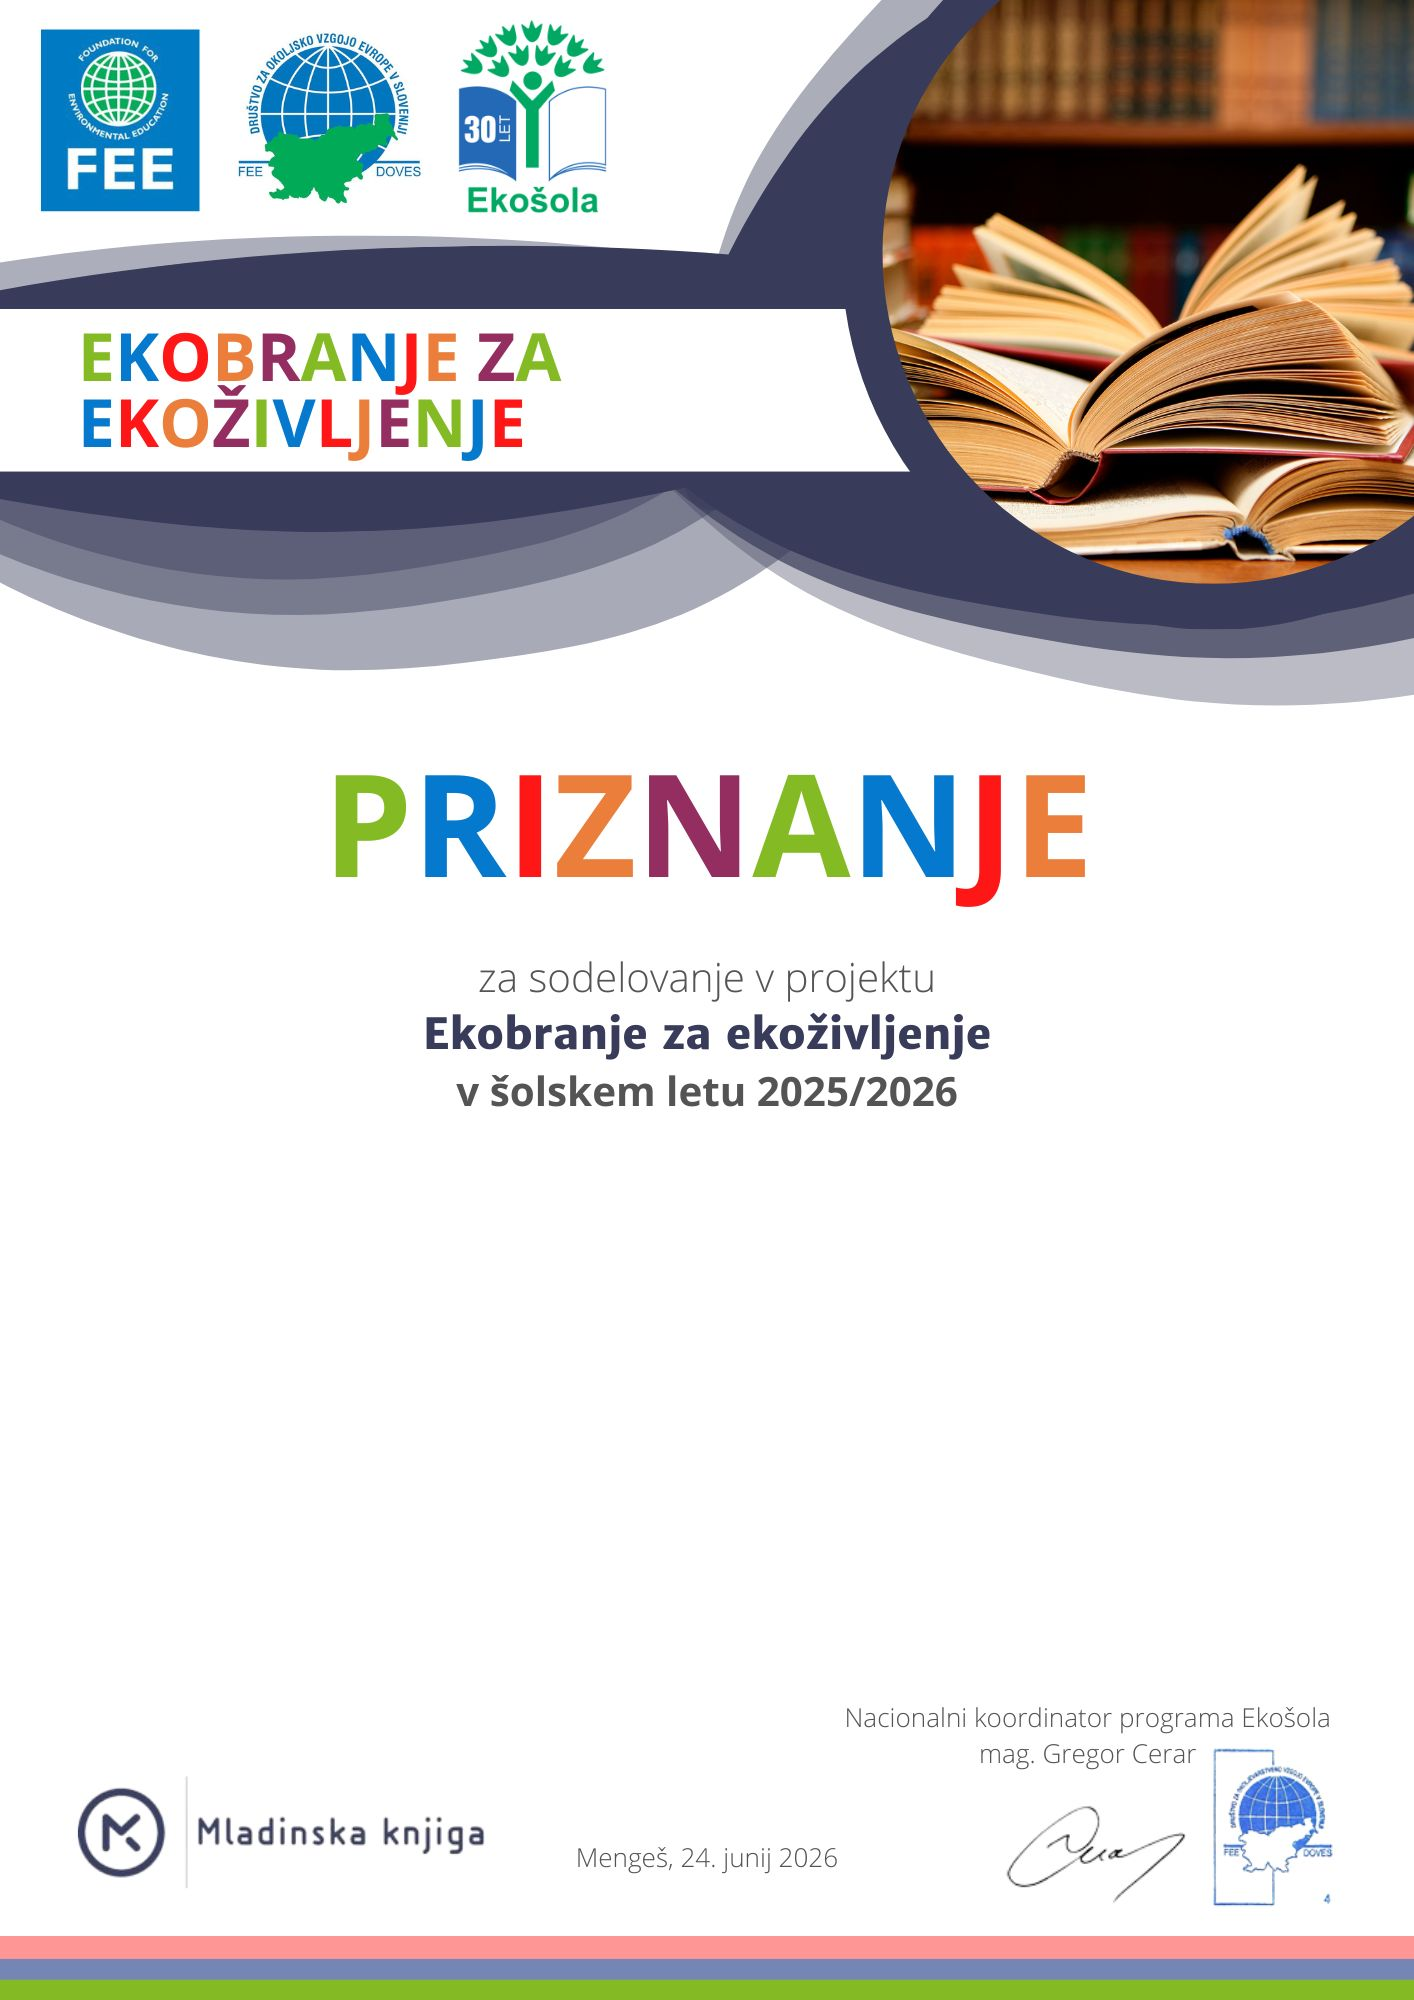 FOUNDATION FOR
ENVIRONMENTAL EDUCATION
FEE
DRUŠTVO ZA OKOLJSKO VZGOJO EVROPE V SLOVENIJI
FEE DOVES
30 LET
Ekošola
EKOBRANJE ZA
EKOŽIVLJENJE
PRIZNANJE
za sodelovanje v projektu
Ekobranje za ekoživljenje
v šolskem letu 2025/2026
Nacionalni koordinator programa Ekošola
mag. Gregor Cerar
Mladinska knjiga
Mengeš, 24. junij 2026
FEE DOVES
4